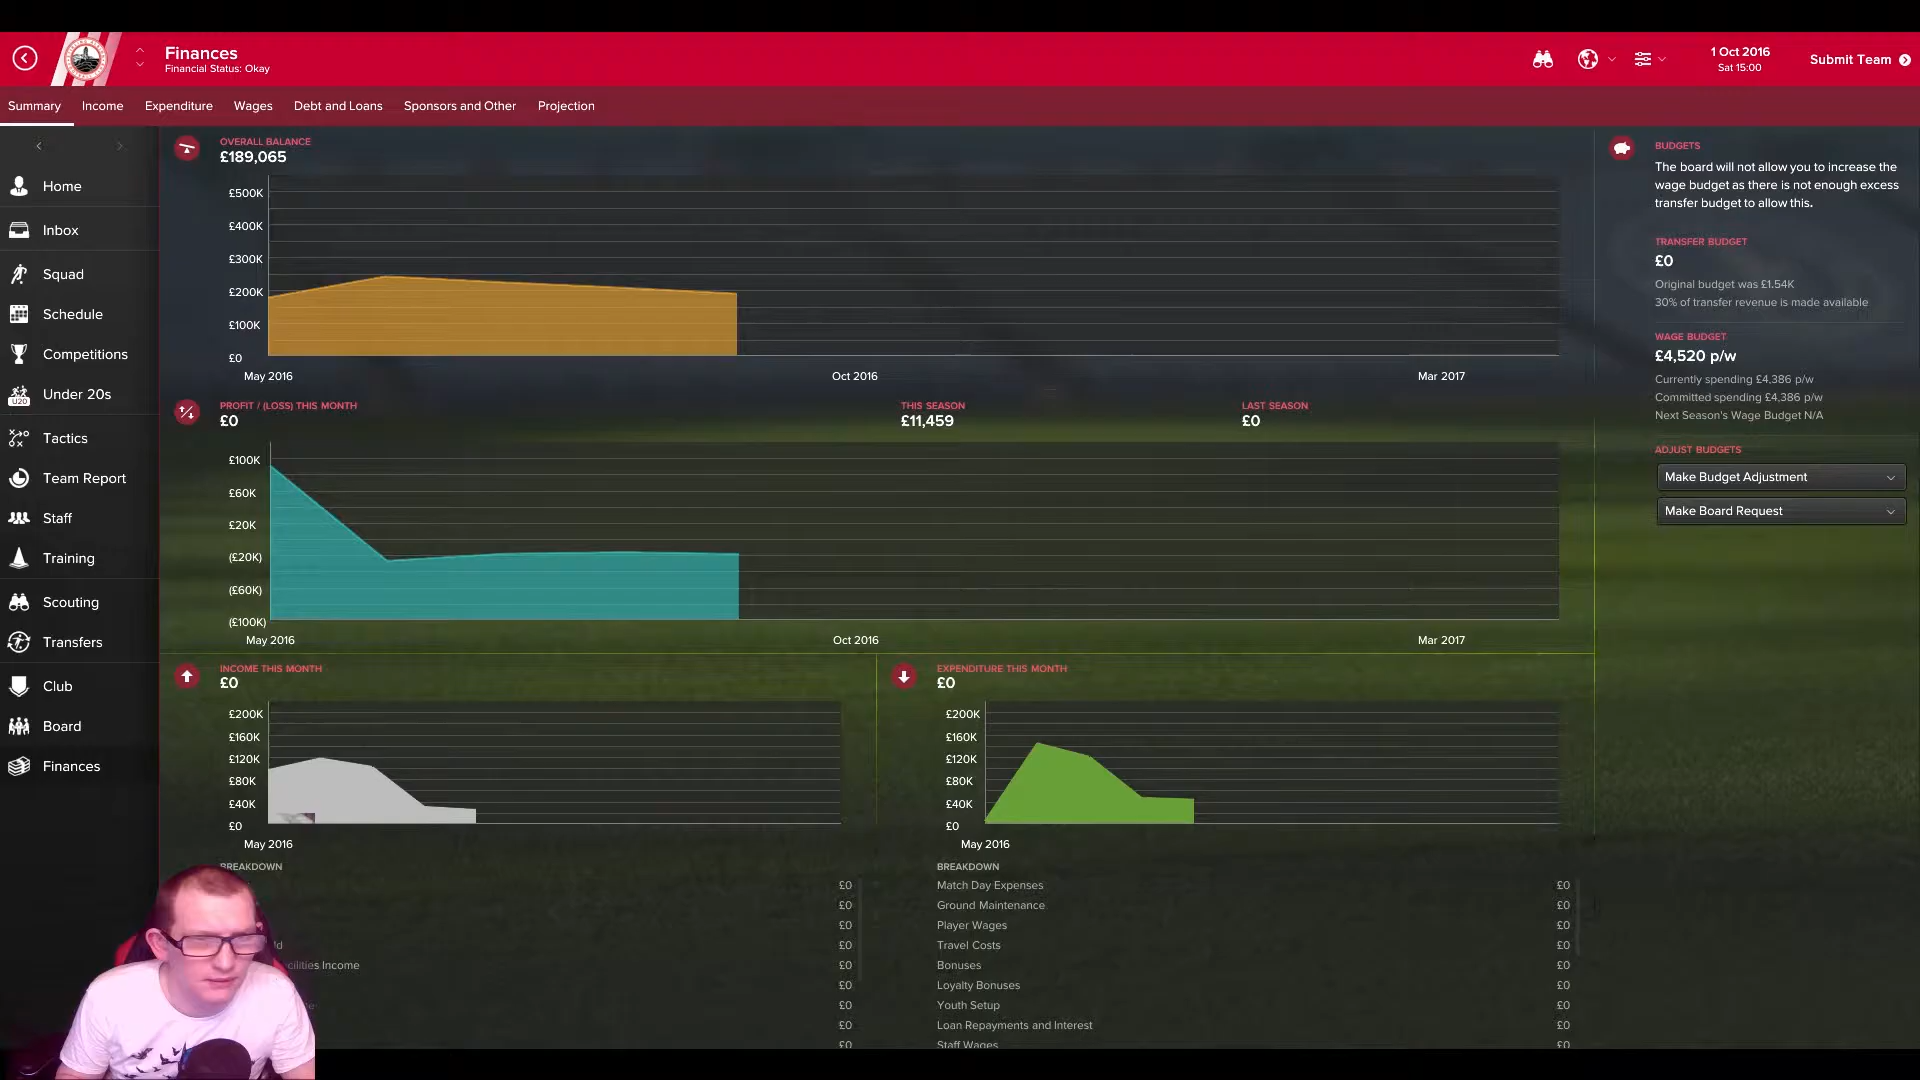 Finances
Financial Status: Okay
1 Oct 2016
Sat 15:00
Submit Team
Summary
Income
Expenditure
Wages
Debt and Loans
Sponsors and Other
Projection
Home
Inbox
Squad
Schedule
Competitions
U20
Under 20s
Tactics
Team Report
Staff
Training
Scouting
Transfers
Club
Board
Finances
OVERALL BALANCE
£189,065
£500K
£400K
£300K
£200K
£100K
£0
May 2016
Oct 2016
Mar 2017
PROFIT / (LOSS) THIS MONTH
£0
THIS SEASON
£11,459
LAST SEASON
£0
£100K
£60K
£20K
(£20K)
(£60K)
(£100K)
May 2016
Oct 2016
Mar 2017
INCOME THIS MONTH
£0
£200K
£160K
£120K
£80K
£40K
£0
May 2016
BREAKDOWN
£0
£0
£0
£0
cilities Income
£0
£0
£0
£0
£0
EXPENDITURE THIS MONTH
£0
£200K
£160K
£120K
£80K
£40K
£0
May 2016
BREAKDOWN
Match Day Expenses £0
Ground Maintenance £0
Player Wages £0
Travel Costs £0
Bonuses £0
Loyalty Bonuses £0
Youth Setup £0
Loan Repayments and Interest £0
Staff Wages £0
BUDGETS
The board will not allow you to increase the
wage budget as there is not enough excess
transfer budget to allow this.
TRANSFER BUDGET
£0
Original budget was £1.54K
30% of transfer revenue is made available
WAGE BUDGET
£4,520 p/w
Currently spending £4,386 p/w
Committed spending £4,386 p/w
Next Season's Wage Budget N/A
ADJUST BUDGETS
Make Budget Adjustment
Make Board Request